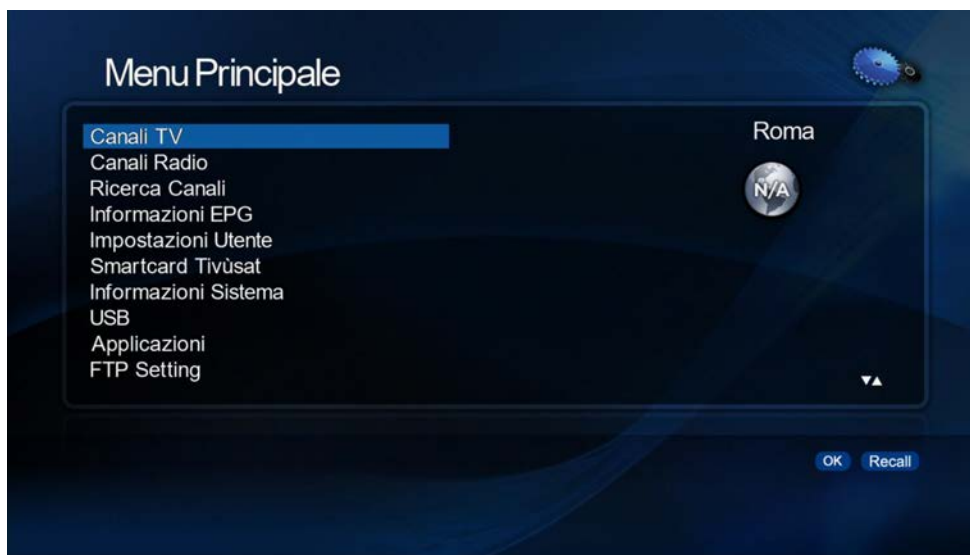 Menu Principale
Canali TV
Roma
Canali Radio
Ricerca Canali
N/A
Informazioni EPG
Impostazioni Utente
Smartcard Tivùsat
Informazioni Sistema
USB
Applicazioni
FTP Setting
OK Recall